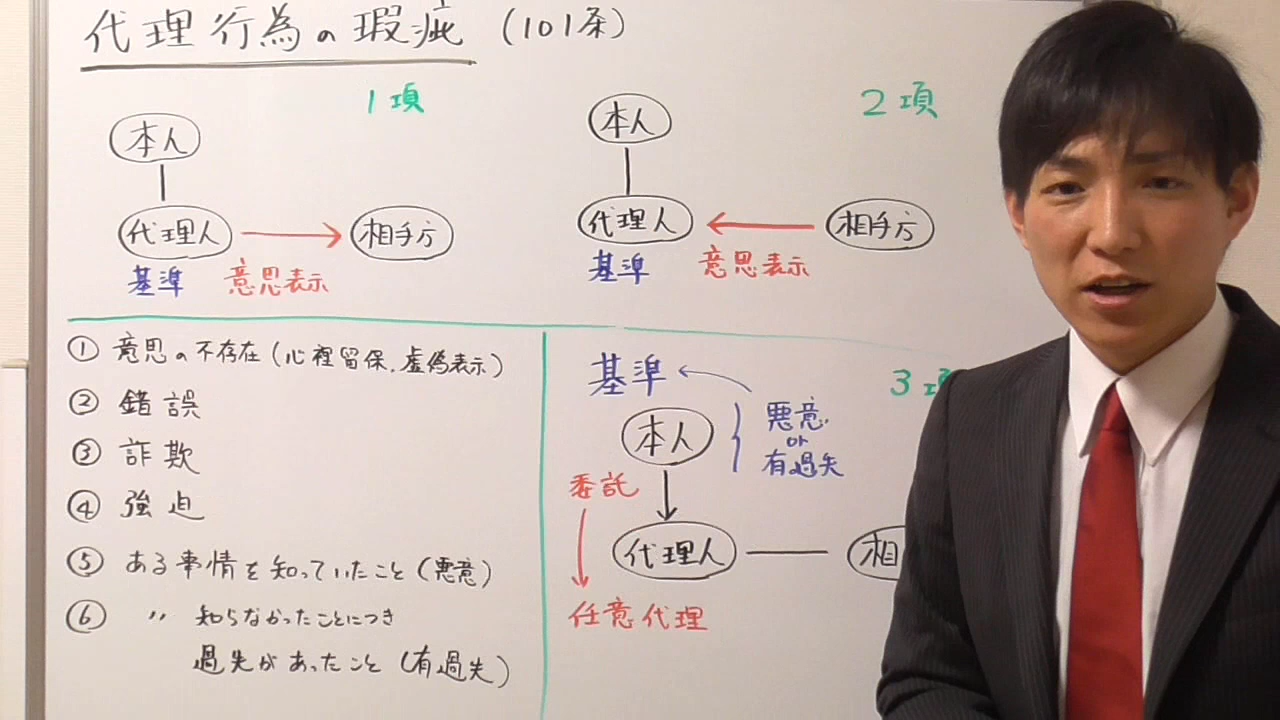 代理行為の瑕疵 (101条)
1項
本人
代理人
相手方
基準
意思表示
2項
本人
代理人
相手方
基準
意思表示
① 意思の不存在(心裡留保.虚偽表示)
② 錯誤
③ 詐欺
④ 強迫
⑤ ある事情を知っていたこと(悪意)
⑥ 〃 知らなかったことにつき
過失があったこと(有過失)
3項
基準
本人
悪意
or
有過失
委託
代理人
相
任意代理